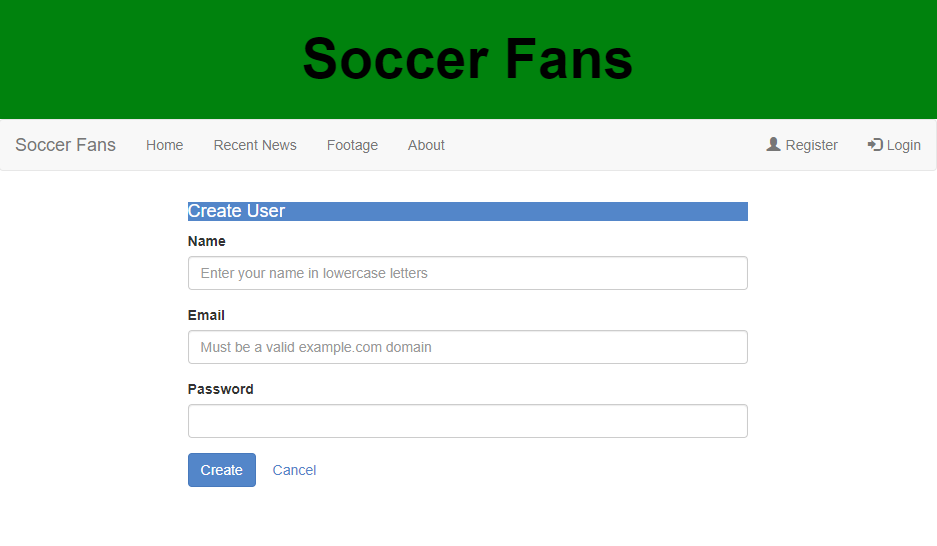 Soccer Fans
Soccer Fans Home Recent News Footage About Register Login
Create User
Name
Enter your name in lowercase letters
Email
Must be a valid example.com domain
Password
Create Cancel